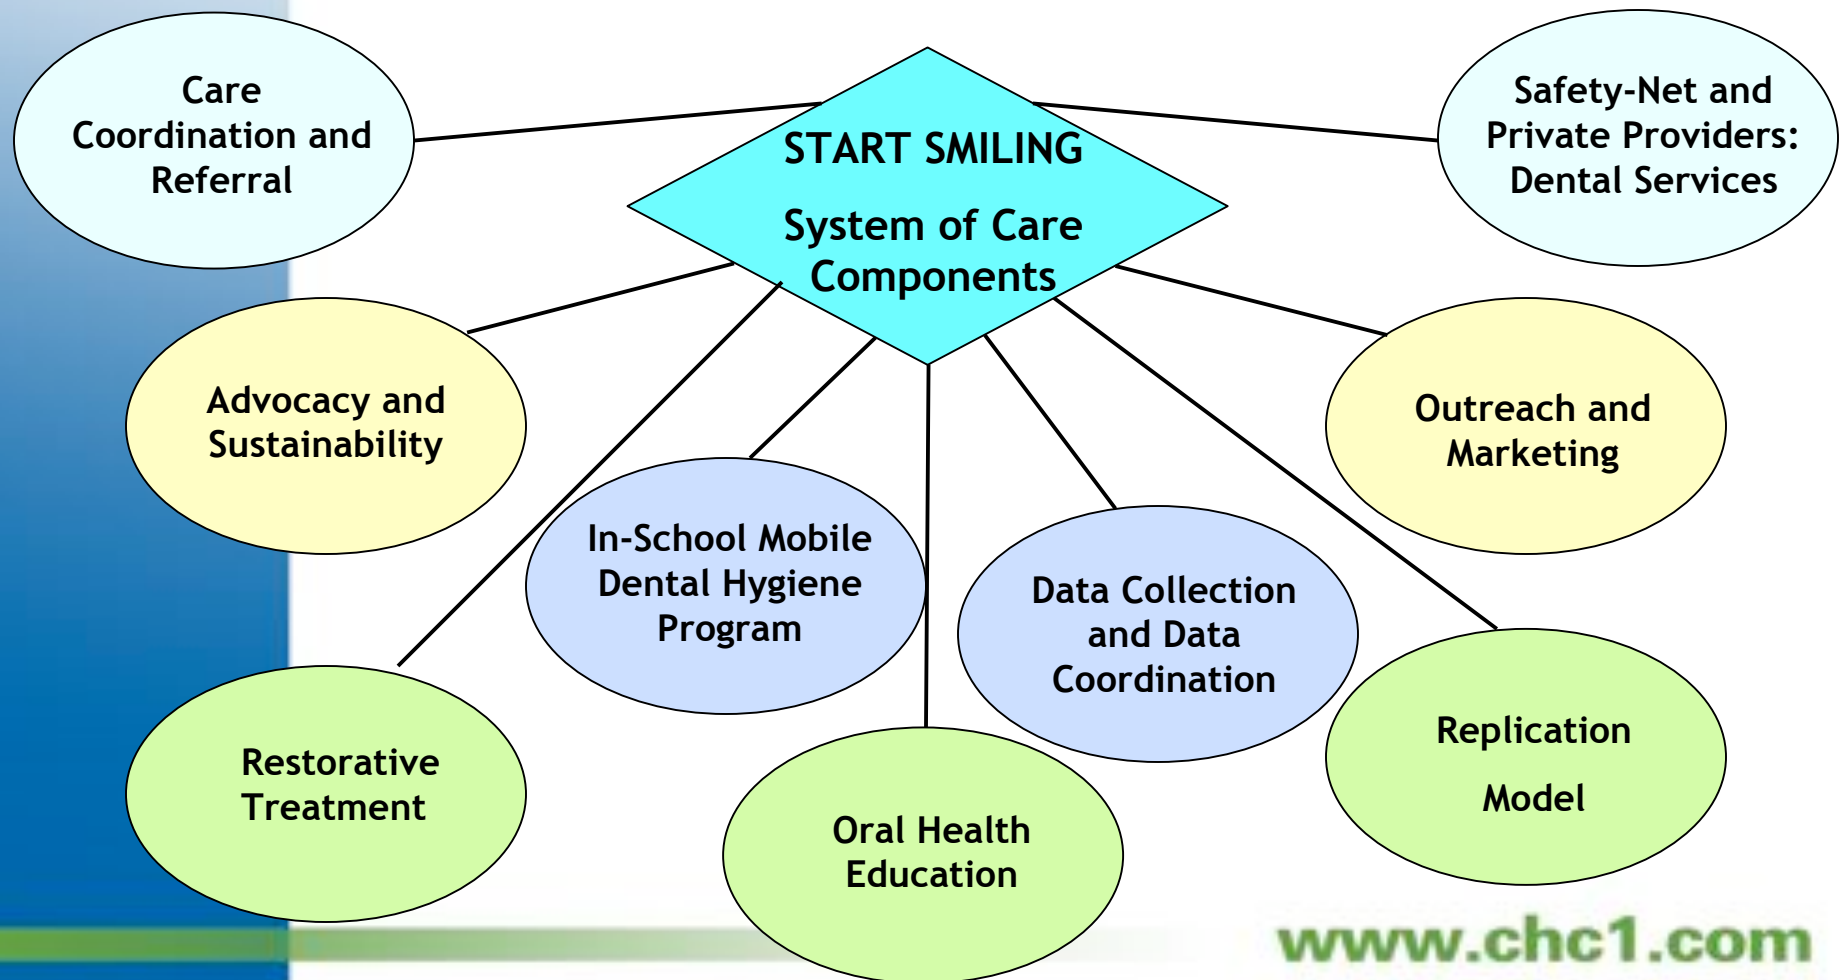 Care
Coordination and
Referral
START SMILING
System of Care
Components
Safety-Net and
Private Providers:
Dental Services
Advocacy and
Sustainability
Outreach and
Marketing
In-School Mobile
Dental Hygiene
Program
Data Collection
and Data
Coordination
Restorative
Treatment
Oral Health
Education
Replication
Model
www.chc1.com